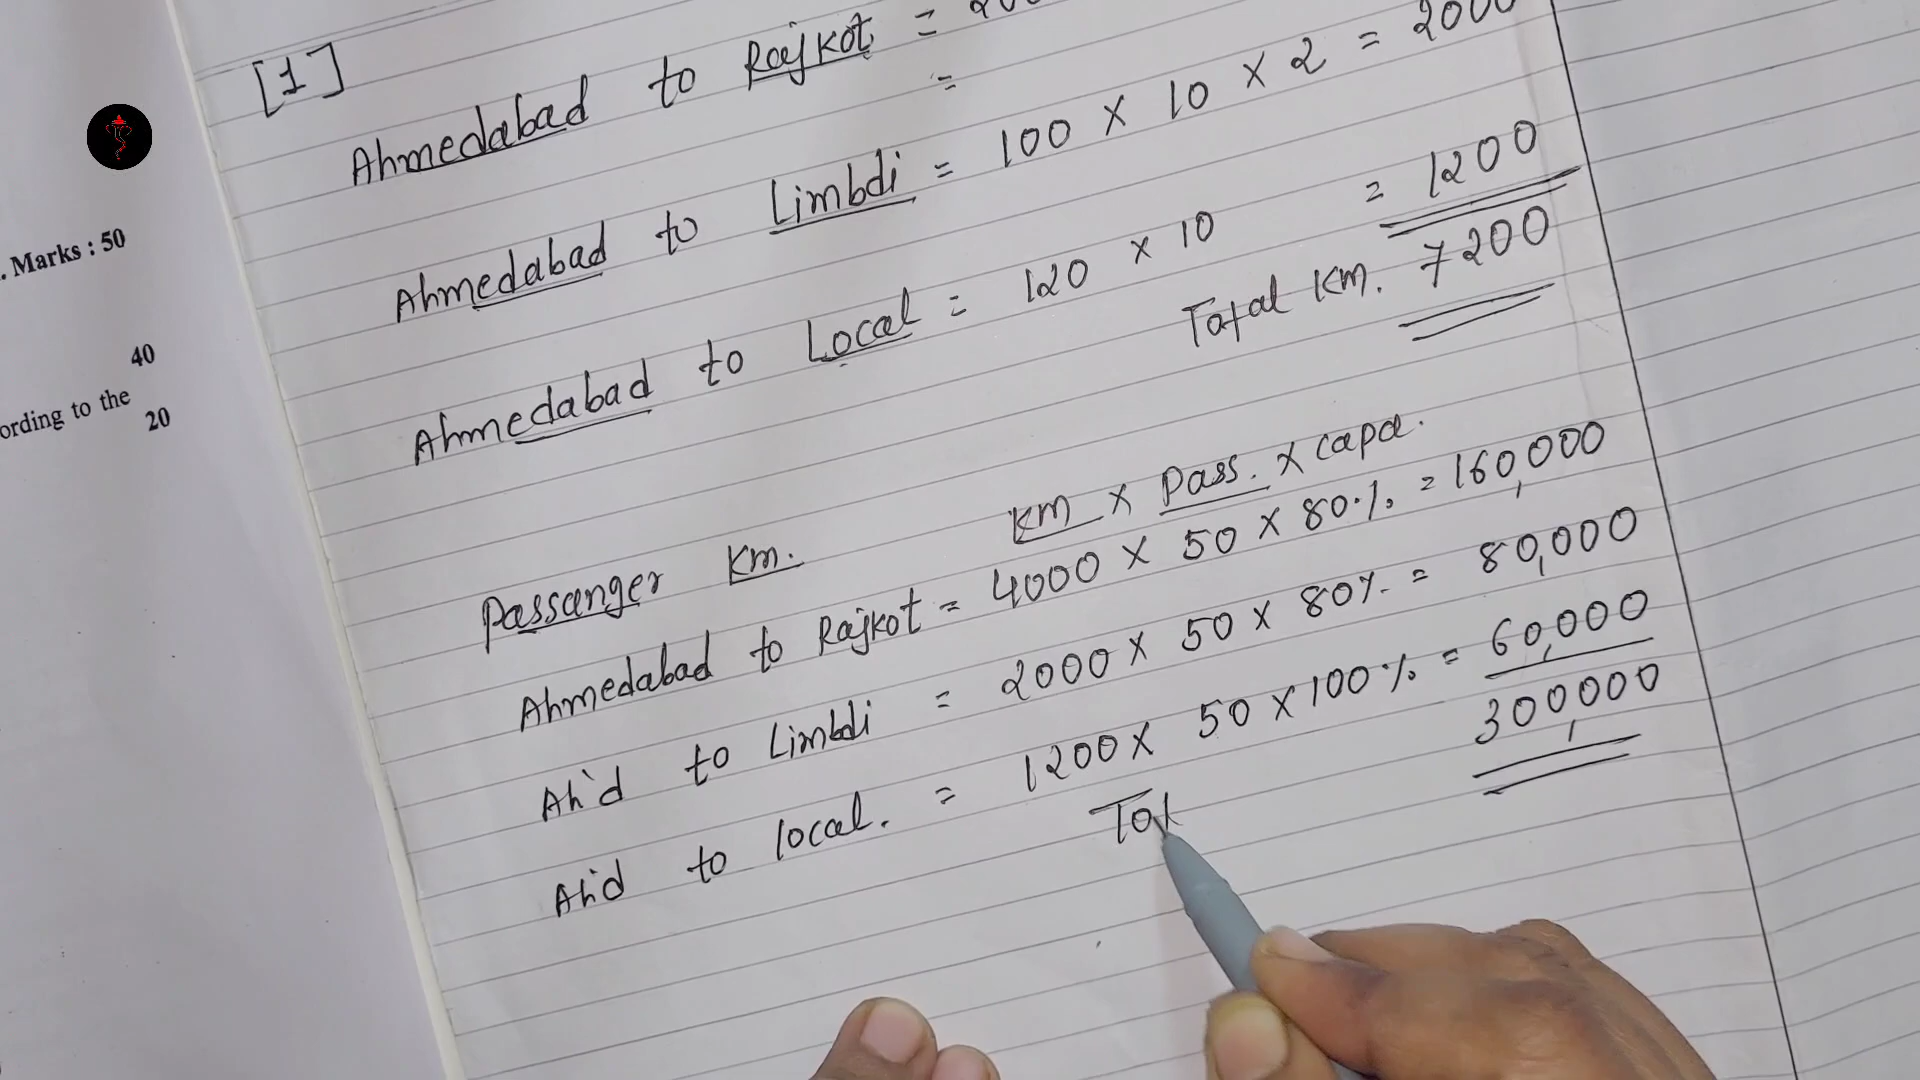 [1]
Ahmedabad to Rajkot =
=
Ahmedabad to Limbdi = 100 × 10 × 2 = 2000
Ahmedabad to Local = 120 × 10 = 1200
Total Km. 7200
Passanger Km.
Km × Pass. × capa.
Ahmedabad to Rajkot = 4000 × 50 × 80% = 160,000
Ah'd to Limbdi = 2000 × 50 × 80% = 80,000
Ah'd to local. = 1200 × 50 × 100% = 60,000
300,000
Tot
. Marks : 50
40
ording to the
20